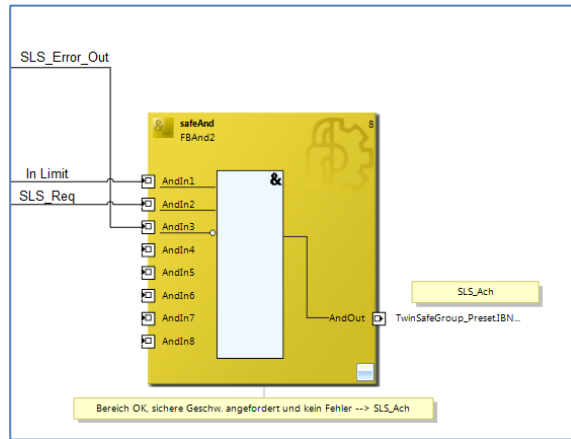 SLS_Error_Out
safeAnd
8
FBAnd2
&
In Limit
AndIn1
SLS_Req
AndIn2
AndIn3
AndIn4
AndIn5
AndIn6
AndIn7
AndIn8
SLS_Ach
AndOut
TwinSafeGroup_Preset.IBN...
Bereich OK, sichere Geschw. angefordert und kein Fehler --> SLS_Ach